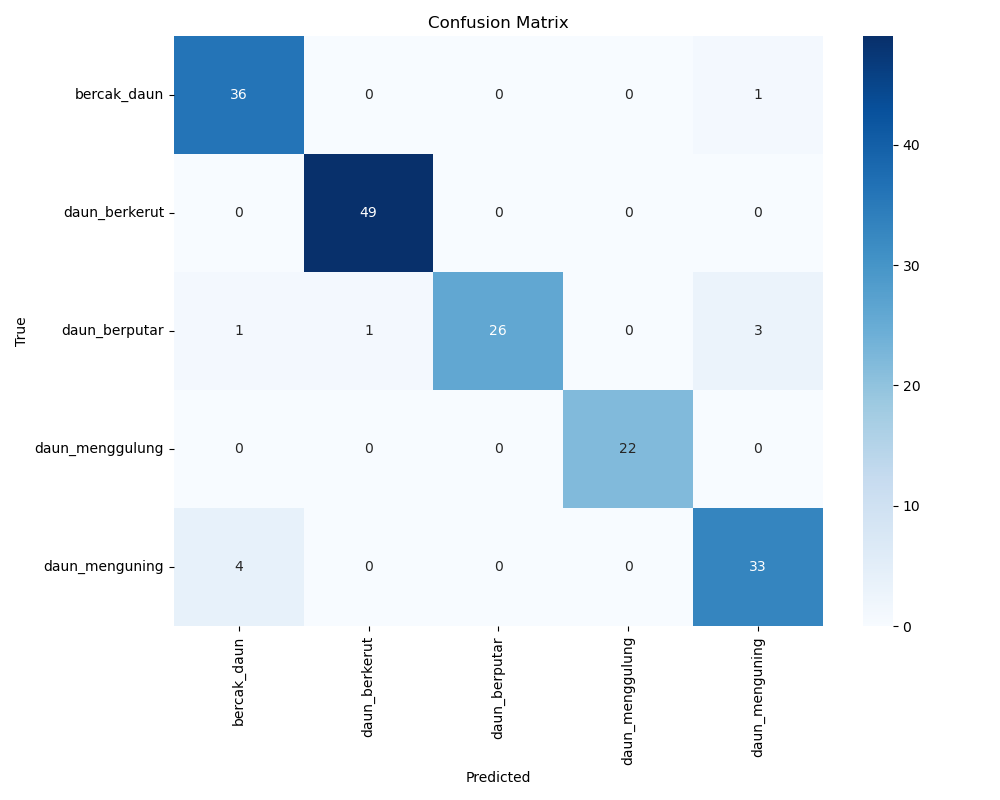 Confusion Matrix
True
bercak_daun 36 0 0 0 1
daun_berkerut 0 49 0 0 0
daun_berputar 1 1 26 0 3
daun_menggulung 0 0 0 22 0
daun_menguning 4 0 0 0 33
bercak_daun daun_berkerut daun_berputar daun_menggulung daun_menguning
Predicted
40
30
20
10
0